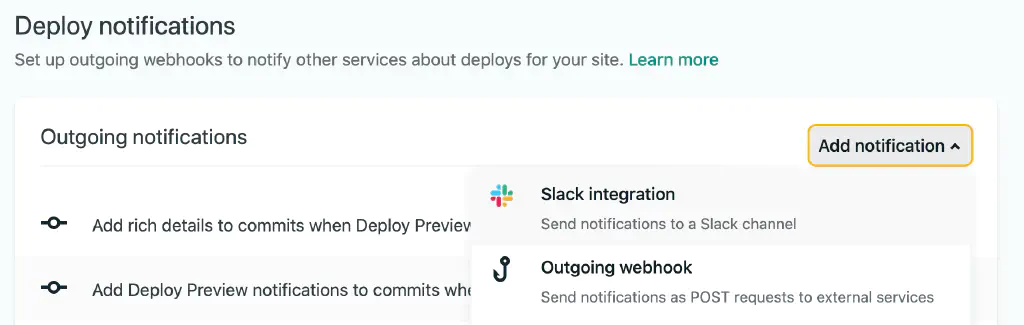 Deploy notifications
Set up outgoing webhooks to notify other services about deploys for your site. Learn more
Outgoing notifications
Add notification
Slack integration
Send notifications to a Slack channel
Add rich details to commits when Deploy Preview
Outgoing webhook
Send notifications as POST requests to external services
Add Deploy Preview notifications to commits